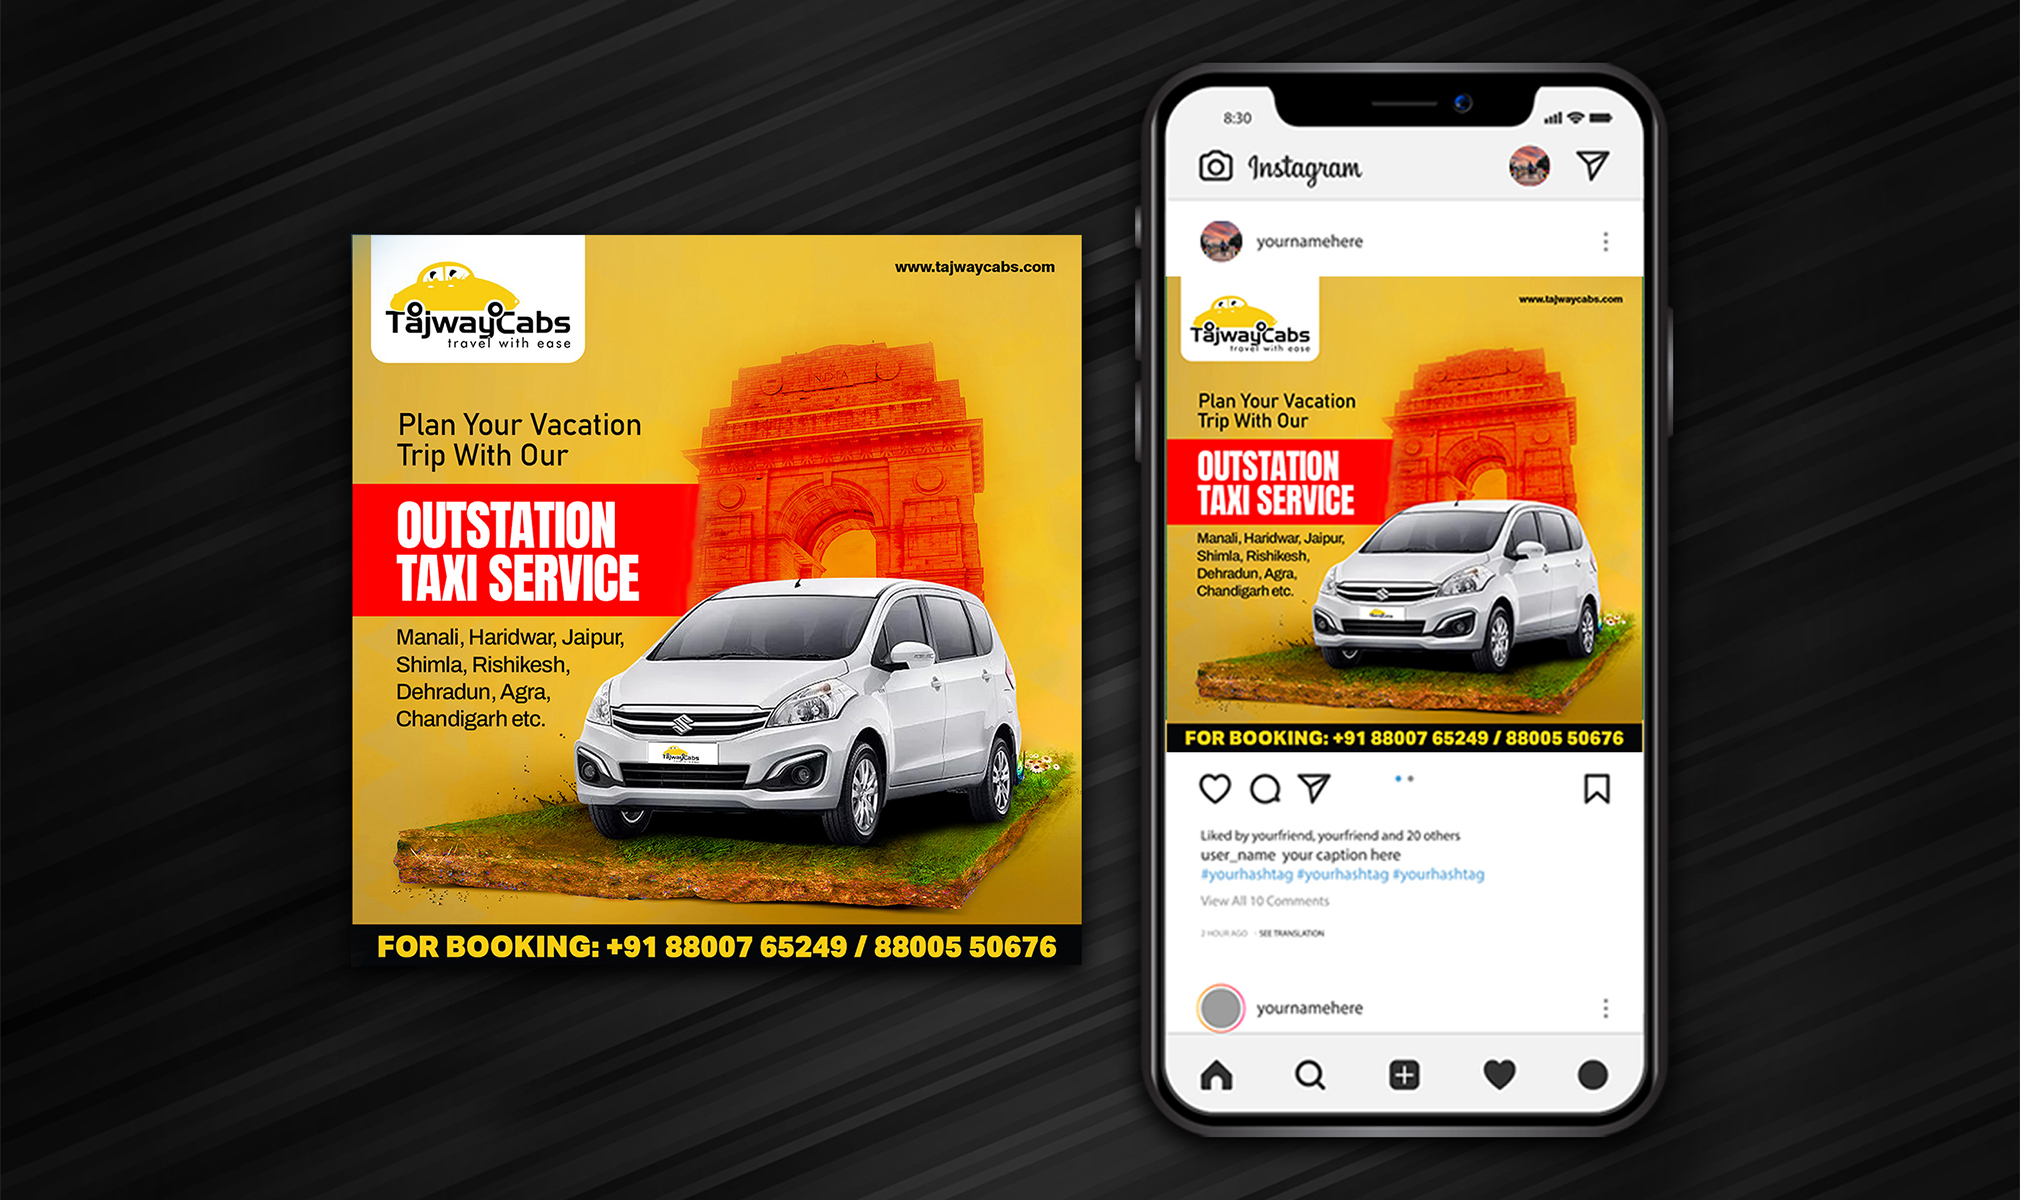 TajwayCabs
travel with ease
www.tajwaycabs.com
INDIA
Plan Your Vacation
Trip With Our
OUTSTATION
TAXI SERVICE
Manali, Haridwar, Jaipur,
Shimla, Rishikesh,
Dehradun, Agra,
Chandigarh etc.
TajwayCabs
FOR BOOKING: +91 88007 65249 / 88005 50676
8:30
Instagram
yournamehere
TajwayCabs
travel with ease
www.tajwaycabs.com
Plan Your Vacation
Trip With Our
OUTSTATION
TAXI SERVICE
Manali, Haridwar, Jaipur,
Shimla, Rishikesh,
Dehradun, Agra,
Chandigarh etc.
FOR BOOKING: +91 88007 65249 / 88005 50676
Liked by yourfriend, yourfriend and 20 others
user_name your caption here
#yourhashtag #yourhashtag #yourhashtag
View All 10 Comments
2 HOUR AGO · SEE TRANSLATION
yournamehere